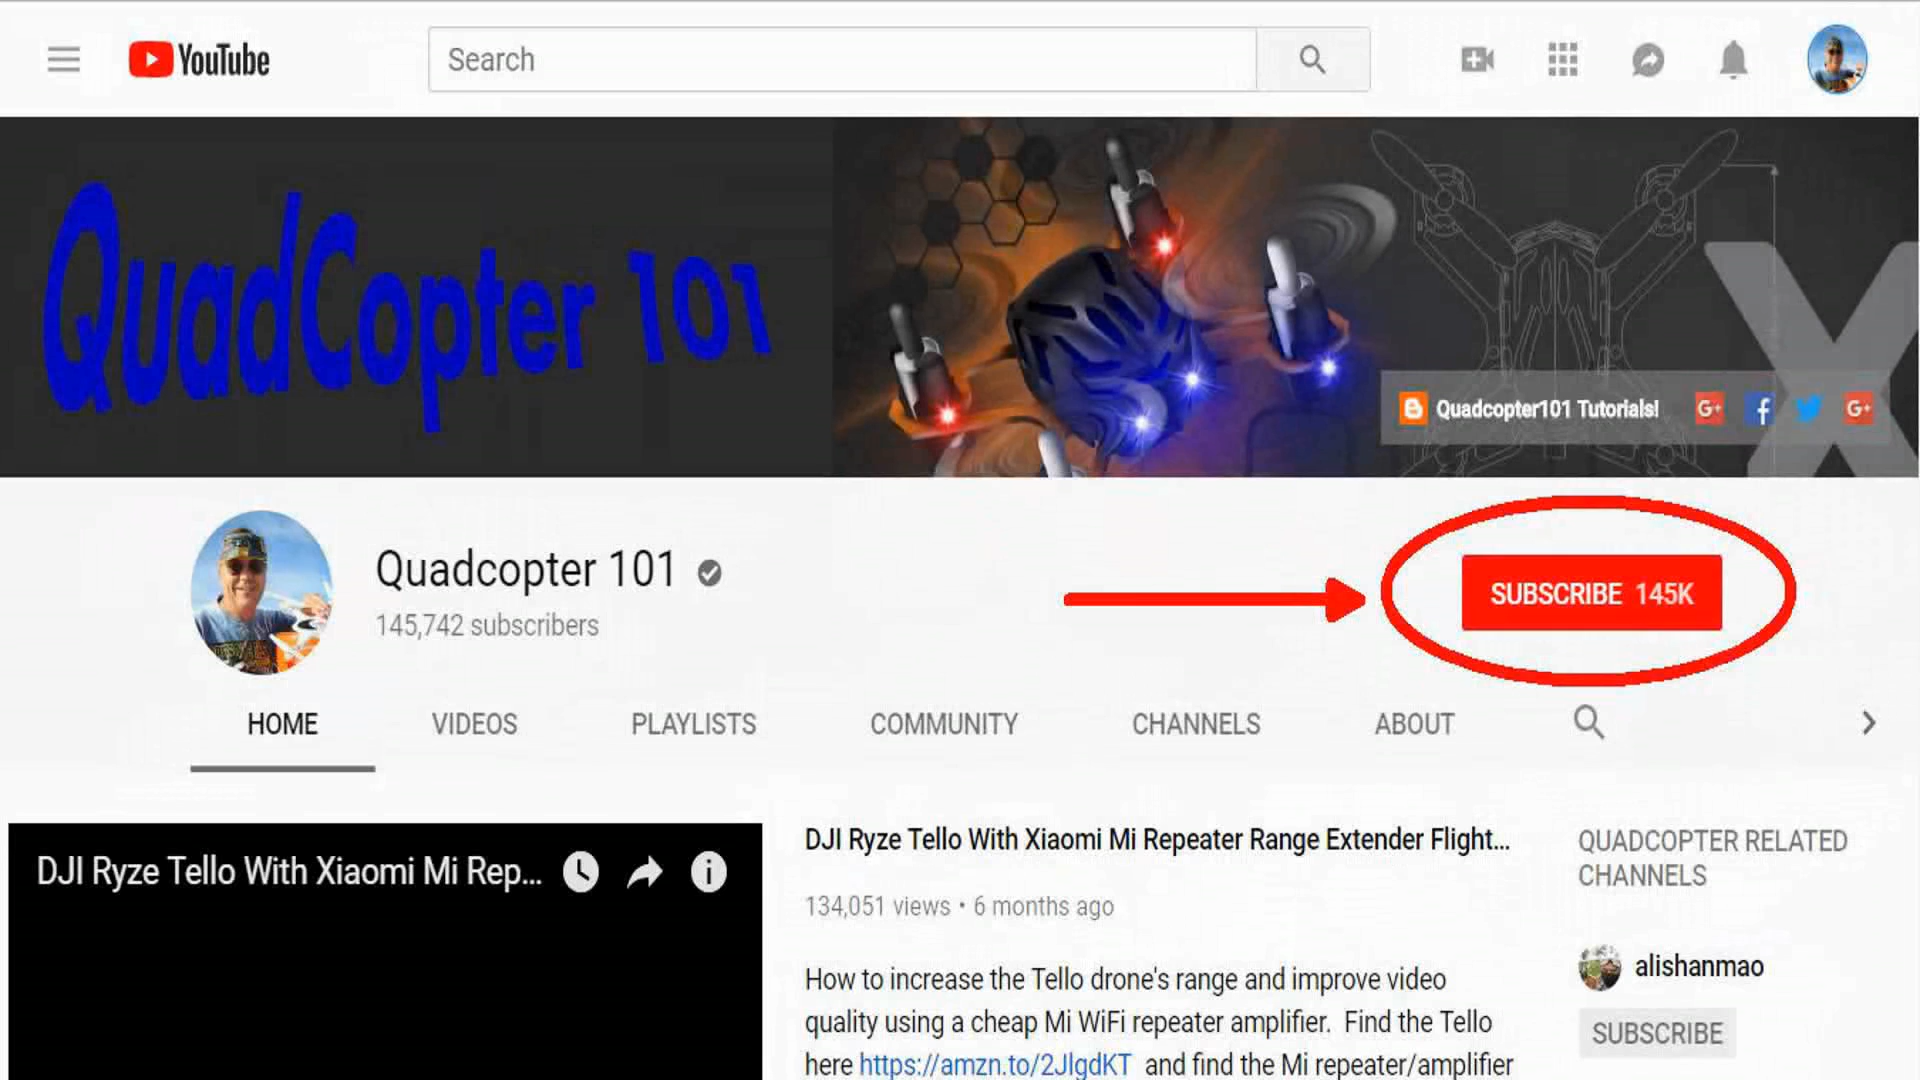 YouTube
Search
QuadCopter 101
X
Quadcopter101 Tutorials!
G+
f
G+
Quadcopter 101
145,742 subscribers
SUBSCRIBE 145K
HOME
VIDEOS
PLAYLISTS
COMMUNITY
CHANNELS
ABOUT
DJI Ryze Tello With Xiaomi Mi Rep...
DJI Ryze Tello With Xiaomi Mi Repeater Range Extender Flight...
134,051 views • 6 months ago
How to increase the Tello drone's range and improve video
quality using a cheap Mi WiFi repeater amplifier. Find the Tello
here https://amzn.to/2JlgdKT and find the Mi repeater/amplifier
QUADCOPTER RELATED
CHANNELS
alishanmao
SUBSCRIBE